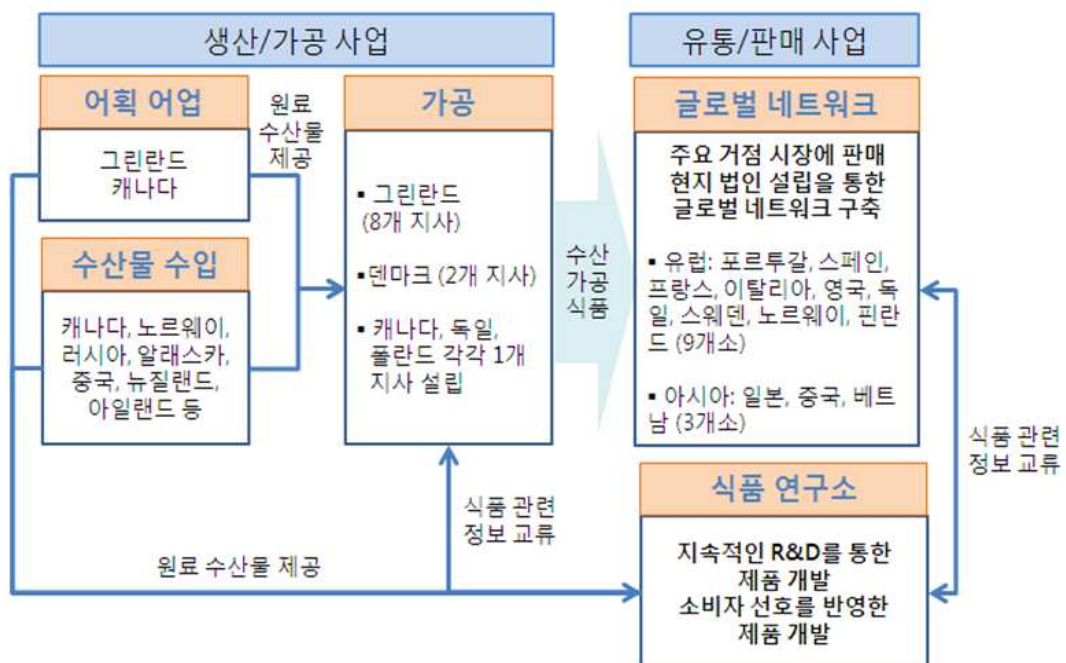 생산/가공 사업
유통/판매 사업
어획 어업
그린란드
캐나다
원료
수산물
제공
수산물 수입
캐나다, 노르웨이,
러시아, 알래스카,
중국, 뉴질랜드,
아일랜드 등
가공
▪ 그린란드
(8개 지사)
▪덴마크 (2개 지사)
▪ 캐나다, 독일,
폴란드 각각 1개
지사 설립
수산
가공
식품
글로벌 네트워크
주요 거점 시장에 판매
현지 법인 설립을 통한
글로벌 네트워크 구축
▪ 유럽: 포르투갈, 스페인,
프랑스, 이탈리아, 영국, 독
일, 스웨덴, 노르웨이, 핀란
드 (9개소)
▪ 아시아: 일본, 중국, 베트
남 (3개소)
식품 관련
정보 교류
식품 관련
정보 교류
원료 수산물 제공
식품 연구소
지속적인 R&D를 통한
제품 개발
소비자 선호를 반영한
제품 개발